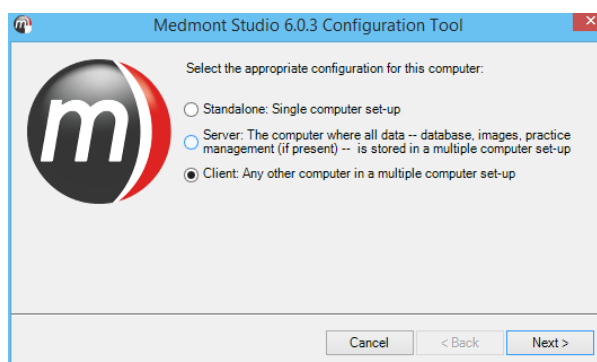 Medmont Studio 6.0.3 Configuration Tool
Select the appropriate configuration for this computer:
Standalone: Single computer set-up
Server: The computer where all data -- database, images, practice
management (if present) -- is stored in a multiple computer set-up
Client: Any other computer in a multiple computer set-up
m
Cancel < Back Next >